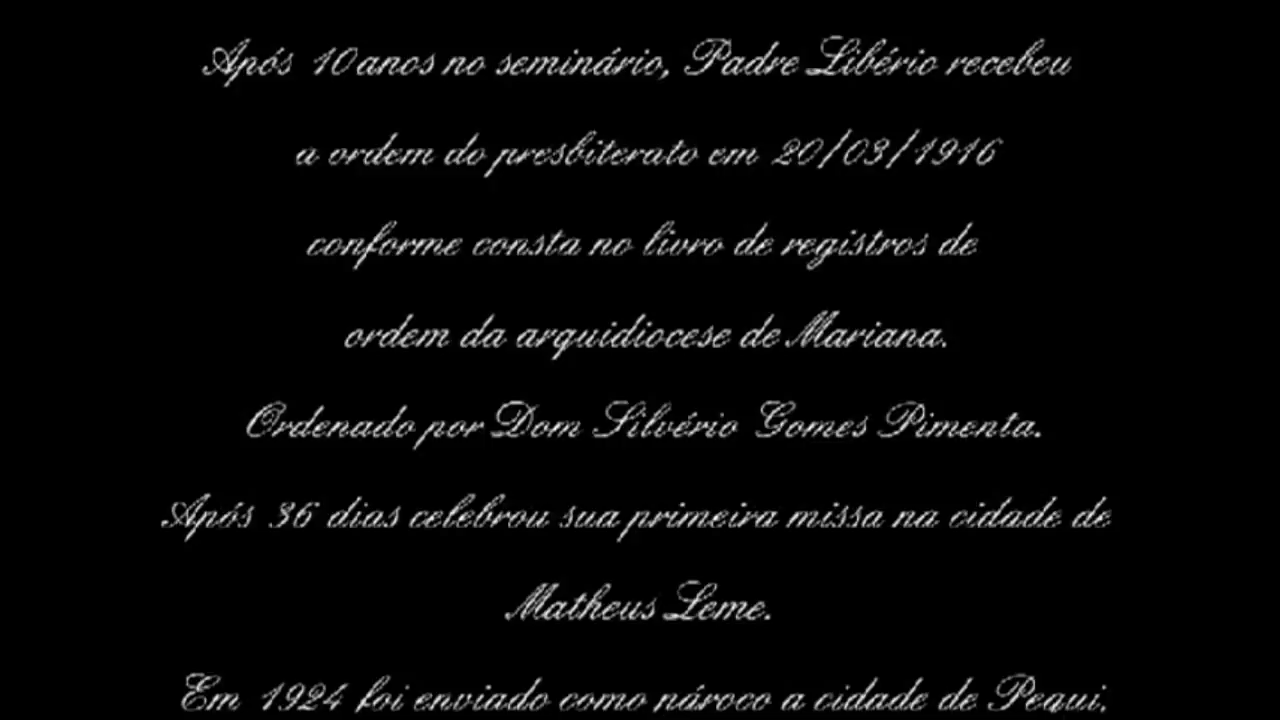 Após 10anos no seminário, Padre Libério recebeu
a ordem do presbiterato em 20/03/1916
conforme consta no livro de registros de
ordem da arquidiocese de Mariana.
Ordenado por Dom Silvério Gomes Pimenta.
Após 36 dias celebrou sua primeira missa na cidade de
Matheus Leme.
Em 1924 foi enviado como pároco a cidade de Pequi.